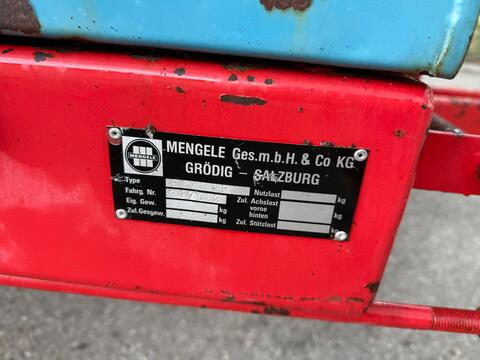 MENGELE
MENGELE Ges.m.b.H. & Co KG
GRÖDIG – SALZBURG
Type
Fahrg. Nr.
Eig. Gew. kg
Zul. Gesgew. kg
Nutzlast kg
Zul. Achslast
vorne kg
hinten kg
Zul. Stützlast kg